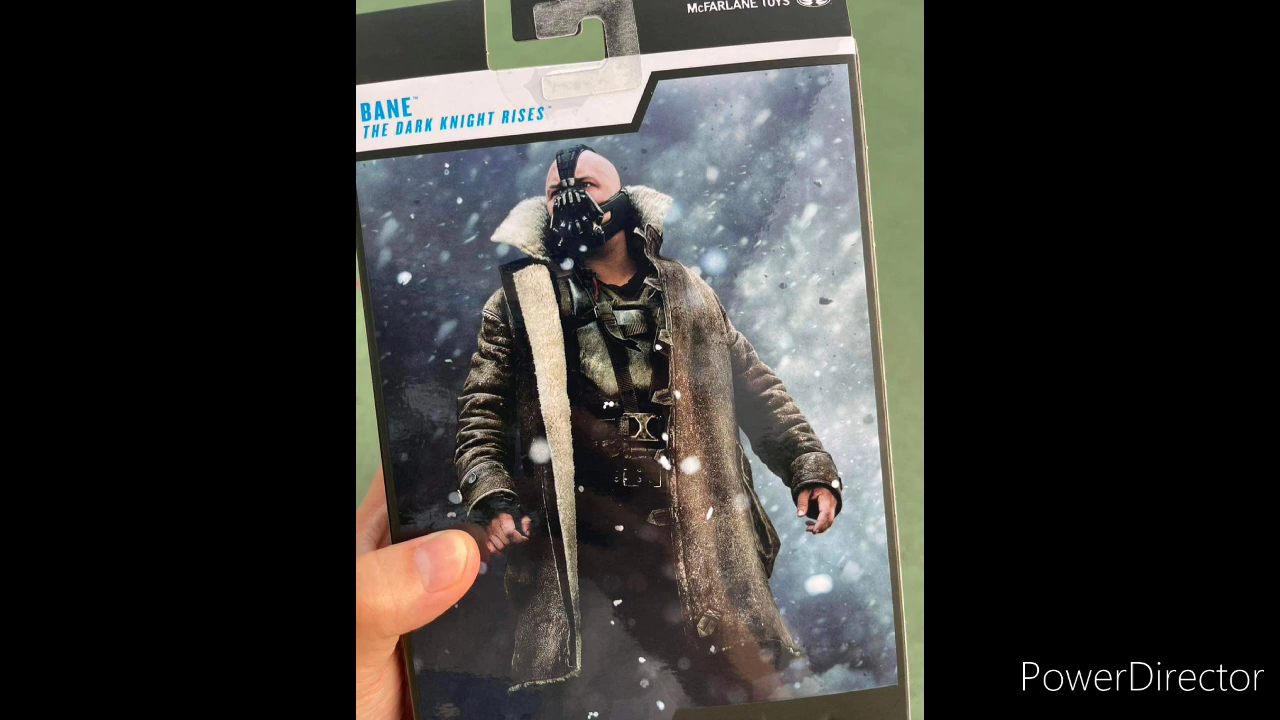 McFARLANE TOYS
BANE™
THE DARK KNIGHT RISES™
PowerDirector